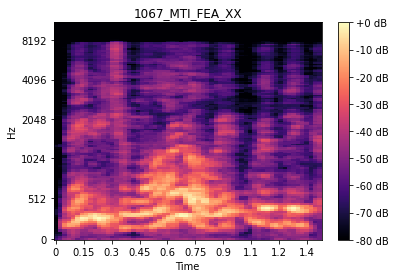 1067_MTI_FEA_XX
Hz
8192
4096
2048
1024
512
0
0 0.15 0.3 0.45 0.6 0.75 0.9 1.1 1.2 1.4
Time
+0 dB
-10 dB
-20 dB
-30 dB
-40 dB
-50 dB
-60 dB
-70 dB
-80 dB